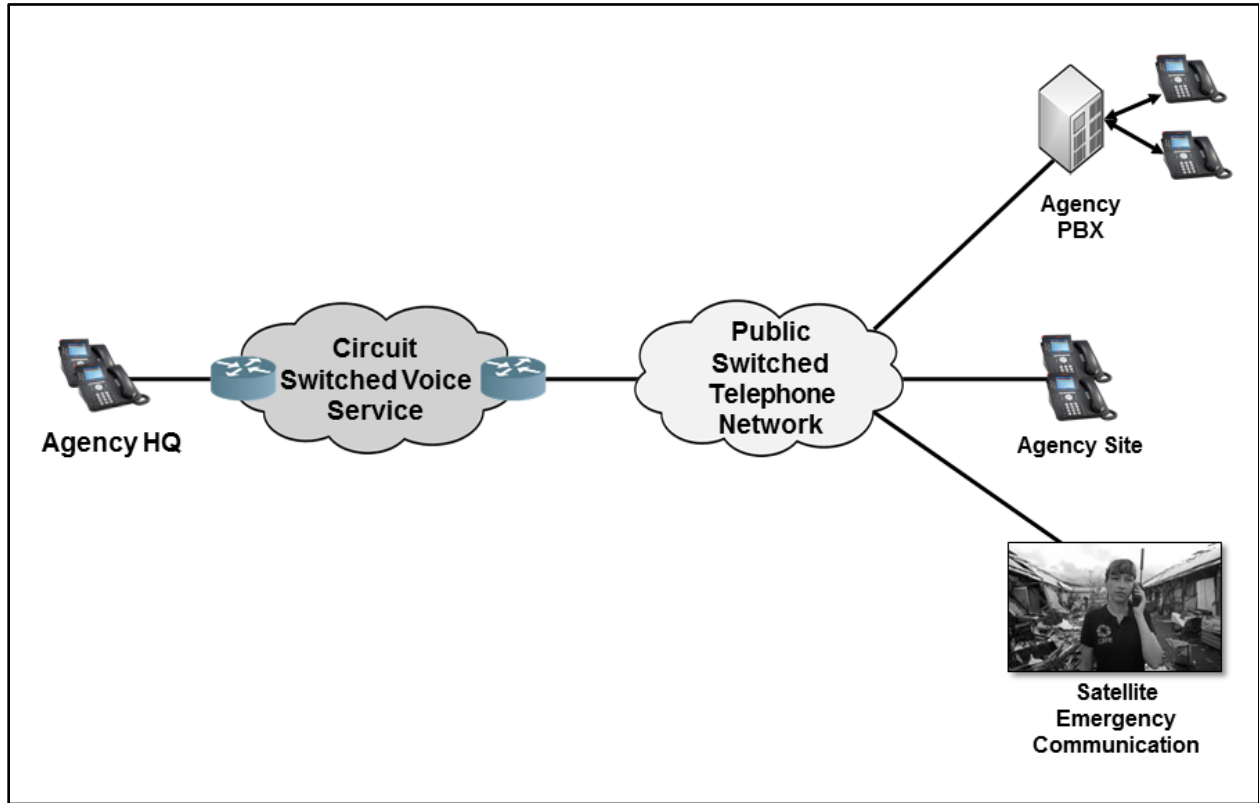 Agency
PBX
Circuit
Switched Voice
Service
Public
Switched
Telephone
Network
Agency HQ
Agency Site
Satellite
Emergency
Communication